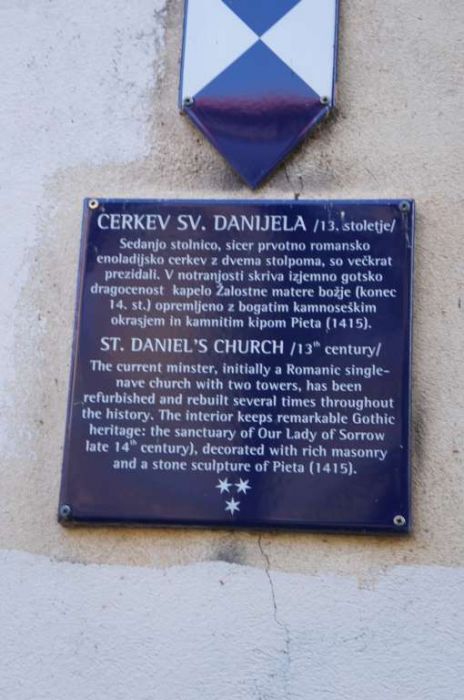 CERKEV SV. DANIJELA /13. stoletje/
Sedanjo stolnico, sicer prvotno romansko
enoladijsko cerkev z dvema stolpoma, so večkrat
prezidali. V notranjosti skriva izjemno gotsko
dragocenost kapelo Žalostne matere božje (konec
14. st.) opremljeno z bogatim kamnoseškim
okrasjem in kamnitim kipom Pieta (1415).
ST. DANIEL'S CHURCH /13th century/
The current minster, initially a Romanic single-
nave church with two towers, has been
refurbished and rebuilt several times throughout
the history. The interior keeps remarkable Gothic
heritage: the sanctuary of Our Lady of Sorrow
late 14th century), decorated with rich masonry
and a stone sculpture of Pieta (1415).